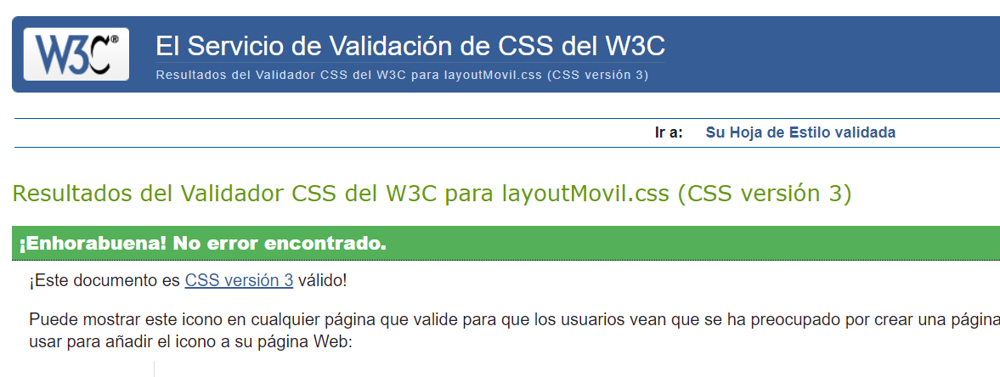 W3C®
El Servicio de Validación de CSS del W3C
Resultados del Validador CSS del W3C para layoutMovil.css (CSS versión 3)
Ir a: Su Hoja de Estilo validada
Resultados del Validador CSS del W3C para layoutMovil.css (CSS versión 3)
¡Enhorabuena! No error encontrado.
¡Este documento es CSS versión 3 válido!
Puede mostrar este icono en cualquier página que valide para que los usuarios vean que se ha preocupado por crear una página
usar para añadir el icono a su página Web: